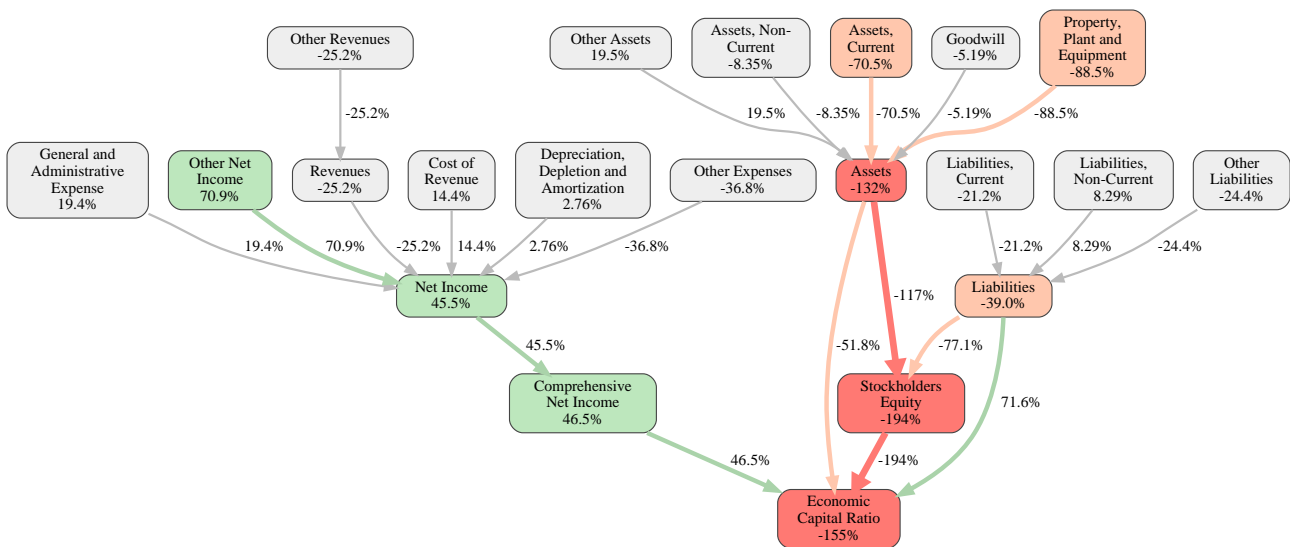 Other Revenues
-25.2%
Other Assets
19.5%
Assets, Non-
Current
-8.35%
Assets,
Current
-70.5%
Goodwill
-5.19%
Property,
Plant and
Equipment
-88.5%
-25.2%
19.5%
-8.35%
-70.5%
-5.19%
-88.5%
General and
Administrative
Expense
19.4%
Other Net
Income
70.9%
Revenues
-25.2%
Cost of
Revenue
14.4%
Depreciation,
Depletion and
Amortization
2.76%
Other Expenses
-36.8%
Assets
-132%
Liabilities,
Current
-21.2%
Liabilities,
Non-Current
8.29%
Other
Liabilities
-24.4%
19.4%
70.9%
-25.2%
14.4%
2.76%
-36.8%
-21.2%
8.29%
-24.4%
Net Income
45.5%
Liabilities
-39.0%
-117%
45.5%
-51.8%
-77.1%
Comprehensive
Net Income
46.5%
Stockholders
Equity
-194%
71.6%
46.5%
-194%
Economic
Capital Ratio
-155%